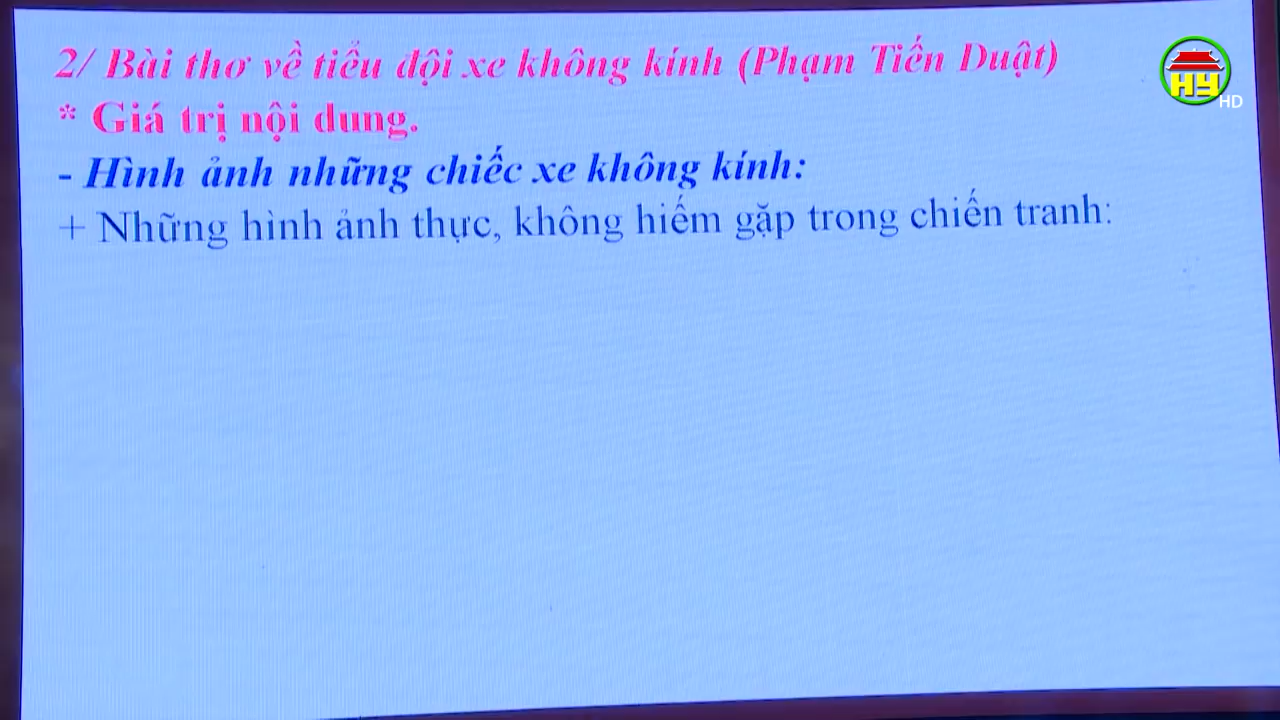 2/ Bài thơ về tiểu đội xe không kính (Phạm Tiến Duật)
* Giá trị nội dung.
- Hình ảnh những chiếc xe không kính:
+ Những hình ảnh thực, không hiếm gặp trong chiến tranh:
HY
HD